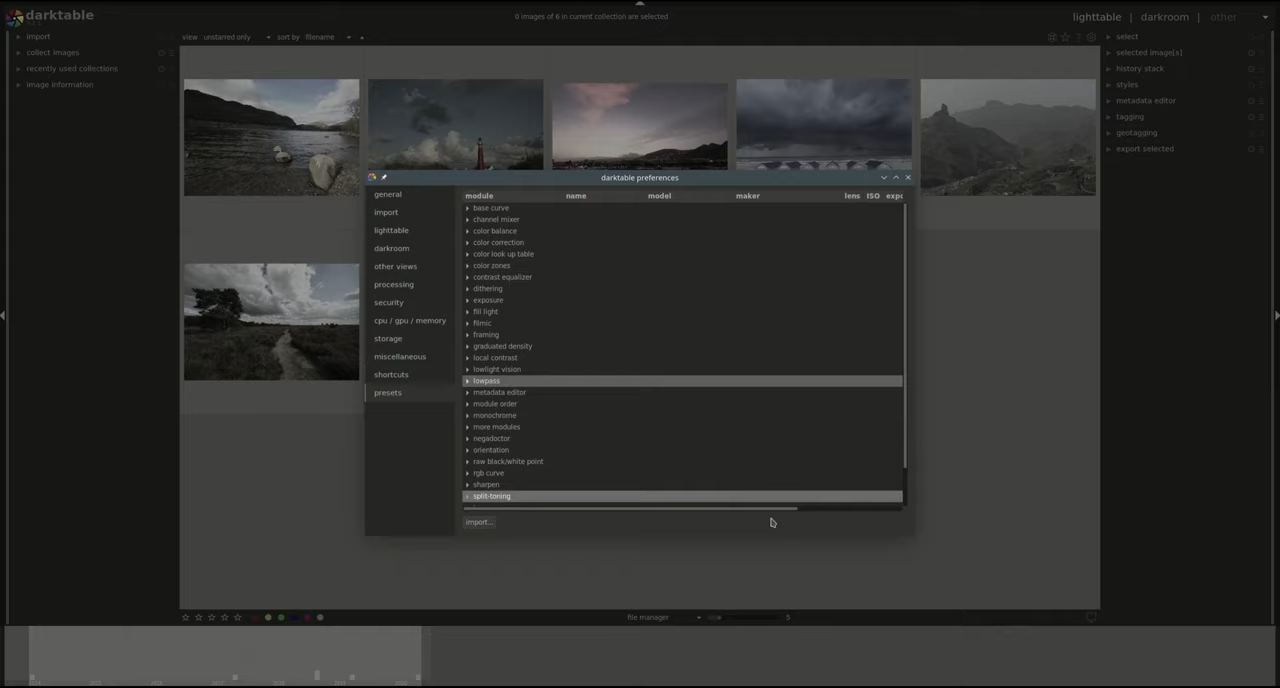 darktable
0 images of 6 in current collection are selected
lighttable | darkroom | other
import
collect images
recently used collections
image information
view unstarred only sort by filename
select
selected image[s]
history stack
styles
metadata editor
tagging
geotagging
export selected
darktable preferences
general
import
lighttable
darkroom
other views
processing
security
cpu / gpu / memory
storage
miscellaneous
shortcuts
presets
module name model maker lens ISO expo
base curve
channel mixer
color balance
color correction
color look up table
color zones
contrast equalizer
dithering
exposure
fill light
filmic
framing
graduated density
local contrast
lowlight vision
lowpass
metadata editor
module order
monochrome
more modules
negadoctor
orientation
raw black/white point
rgb curve
sharpen
split-toning
import...
file manager 5